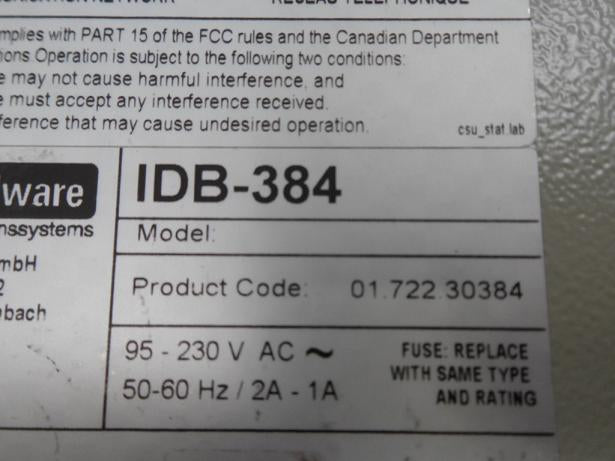 RESEAU TELEPHONIQUE
mplies with PART 15 of the FCC rules and the Canadian Department
ons Operation is subject to the following two conditions:
e may not cause harmful interference, and
e must accept any interference received.
ference that may cause undesired operation.
csu_stat.lab
ware
nssystems
mbH
2
bach
IDB-384
Model:
Product Code: 01.722.30384
95 - 230 V AC ~
50-60 Hz / 2A - 1A
FUSE: REPLACE
WITH SAME TYPE
AND RATING